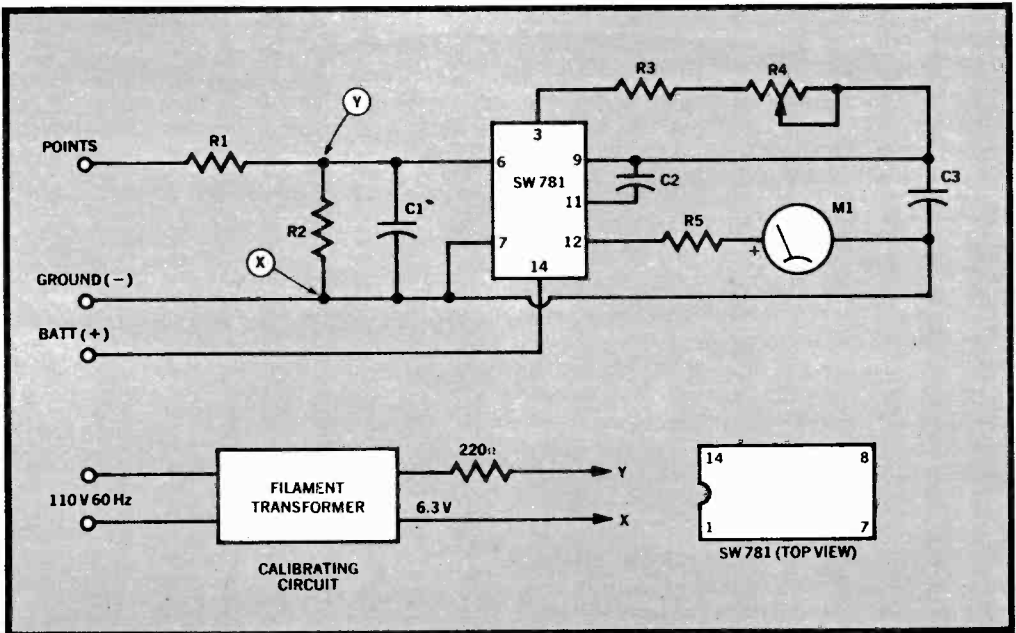 R3
R4
Y
3
POINTS
R1
6
9
SW 781
C2
C3
11
R2
C1
R5
M1
7
12
X
+
14
GROUND (-)
BATT (+)
220Ω
Y
14
8
110 V 60 Hz
FILAMENT
TRANSFORMER
6.3 V
X
1
7
SW 781 (TOP VIEW)
CALIBRATING
CIRCUIT